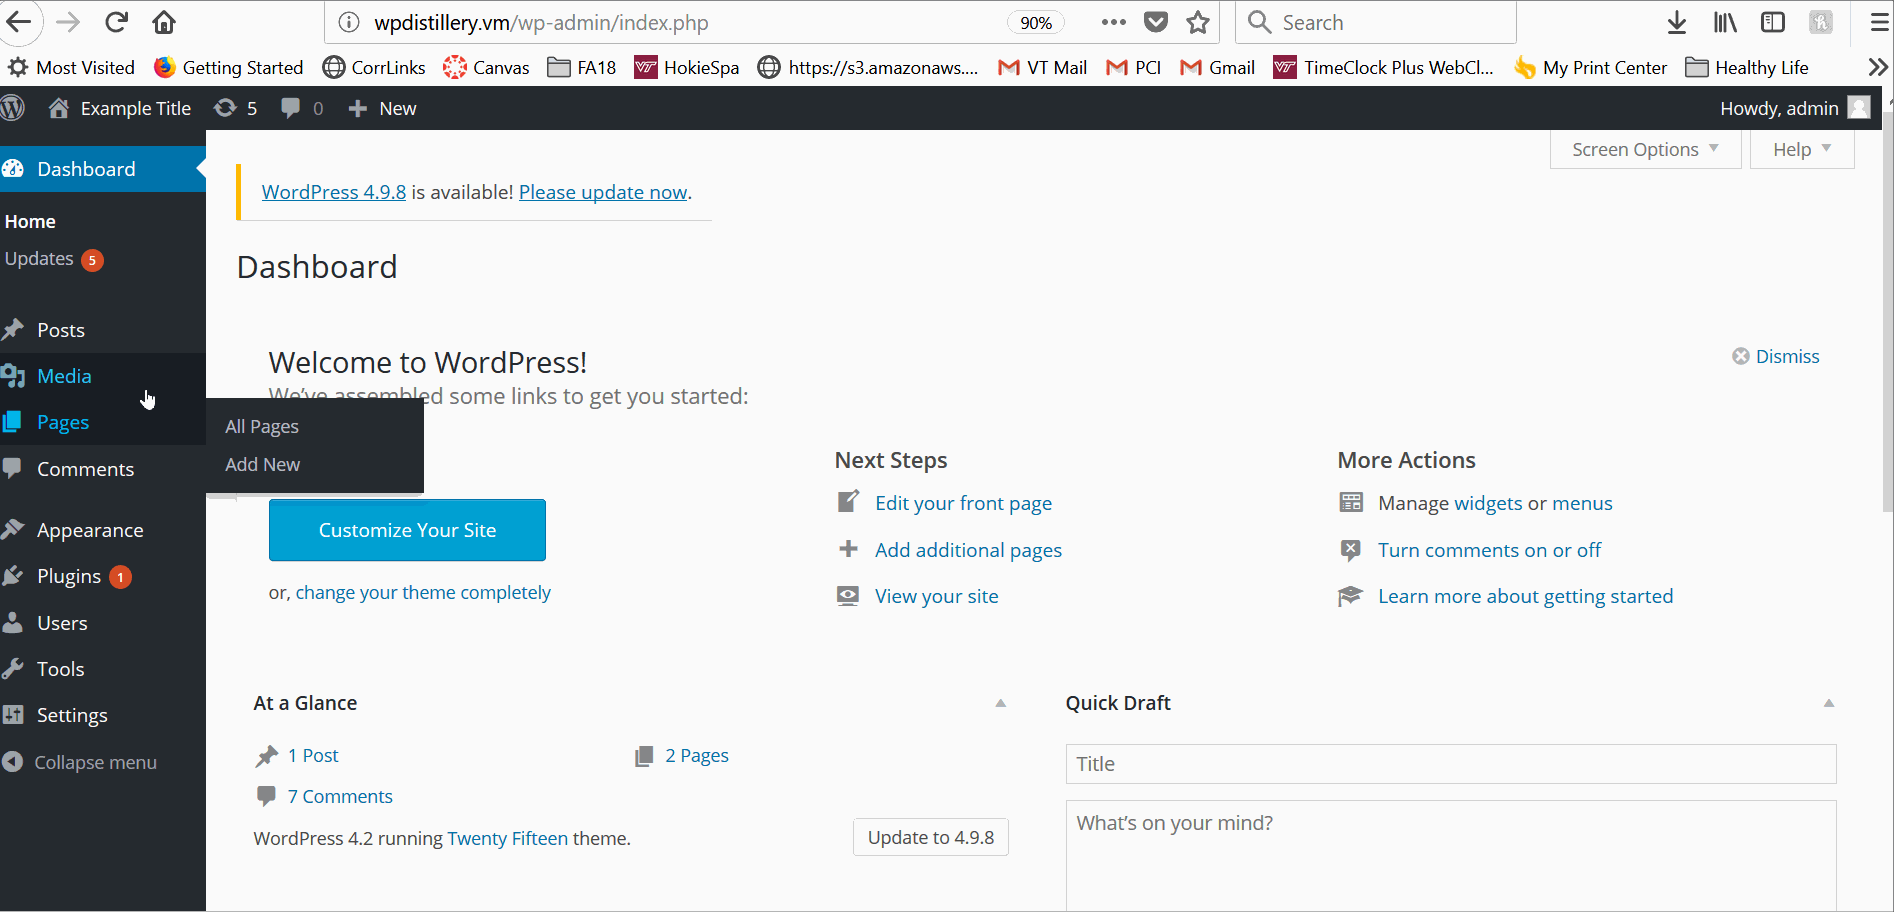 wpdistillery.vm/wp-admin/index.php
90%
Search
Most Visited
Getting Started
CorrLinks
Canvas
FA18
HokieSpa
https://s3.amazonaws....
VT Mail
PCI
Gmail
TimeClock Plus WebCl...
My Print Center
Healthy Life
Example Title
5
0
New
Howdy, admin
Dashboard
Home
Updates 5
Posts
Media
Pages
All Pages
Add New
Comments
Appearance
Plugins 1
Users
Tools
Settings
Collapse menu
Screen Options
Help
WordPress 4.9.8 is available! Please update now.
Dashboard
Welcome to WordPress!
Dismiss
We've assembled some links to get you started:
Customize Your Site
or, change your theme completely
Next Steps
Edit your front page
Add additional pages
View your site
More Actions
Manage widgets or menus
Turn comments on or off
Learn more about getting started
At a Glance
1 Post
2 Pages
7 Comments
WordPress 4.2 running Twenty Fifteen theme.
Update to 4.9.8
Quick Draft
Title
What's on your mind?